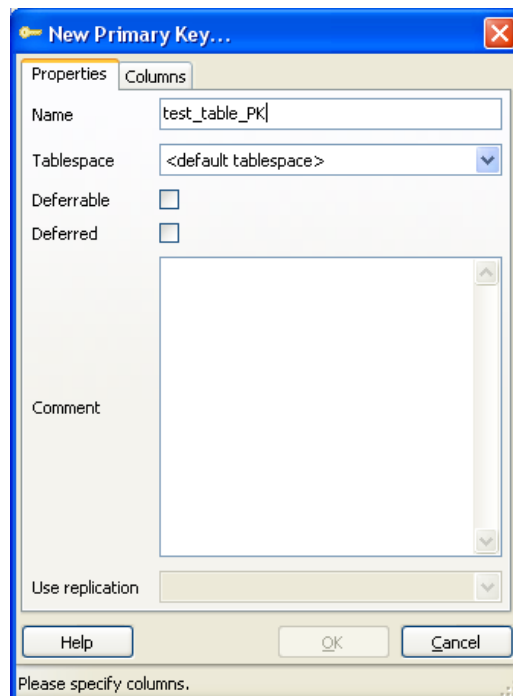 New Primary Key...
Properties Columns
Name test_table_PK
Tablespace <default tablespace>
Deferrable
Deferred
Comment
Use replication
Help OK Cancel
Please specify columns.